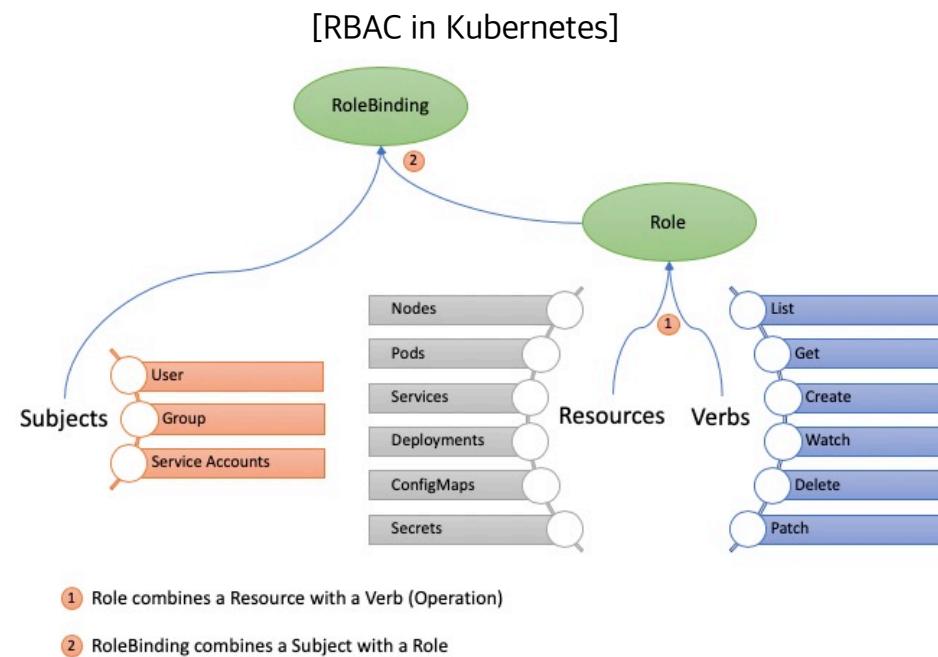 [RBAC in Kubernetes]
RoleBinding
2
Role
1
Subjects
User
Group
Service Accounts
Nodes
Pods
Services
Deployments
ConfigMaps
Secrets
Resources
Verbs
List
Get
Create
Watch
Delete
Patch
1 Role combines a Resource with a Verb (Operation)
2 RoleBinding combines a Subject with a Role